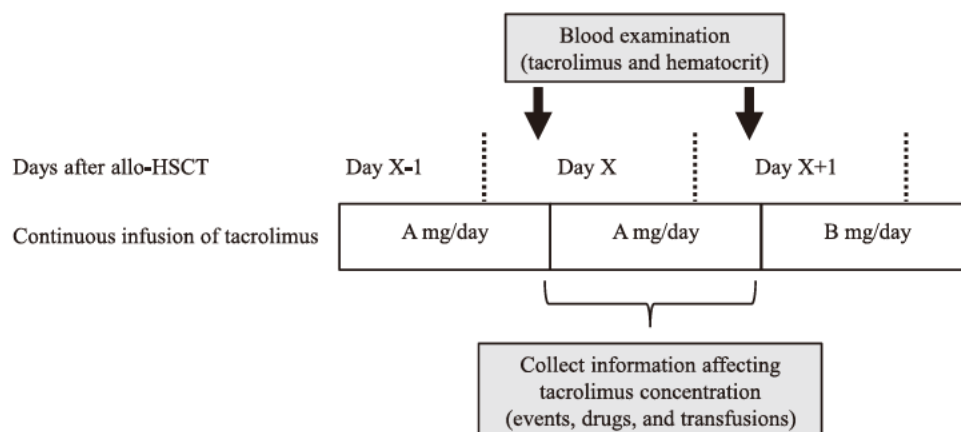 Blood examination
(tacrolimus and hematocrit)
Days after allo-HSCT
Day X-1
Day X
Day X+1
Continuous infusion of tacrolimus
A mg/day
A mg/day
B mg/day
Collect information affecting
tacrolimus concentration
(events, drugs, and transfusions)